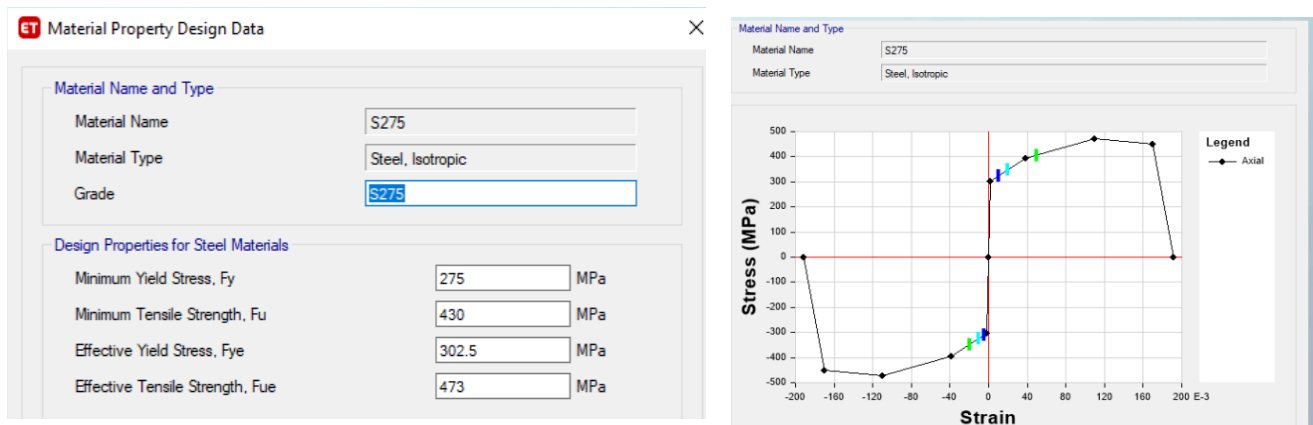 ET Material Property Design Data
Material Name and Type
Material Name S275
Material Type Steel, Isotropic
Grade S275
Design Properties for Steel Materials
Minimum Yield Stress, Fy 275 MPa
Minimum Tensile Strength, Fu 430 MPa
Effective Yield Stress, Fye 302.5 MPa
Effective Tensile Strength, Fue 473 MPa
Material Name and Type
Material Name S275
Material Type Steel, Isotropic
500
400
300
200
100
0
-100
-200
-300
-400
-500
Stress (MPa)
-200 -160 -120 -80 -40 0 40 80 120 160 200 E-3
Strain
Legend
Axial